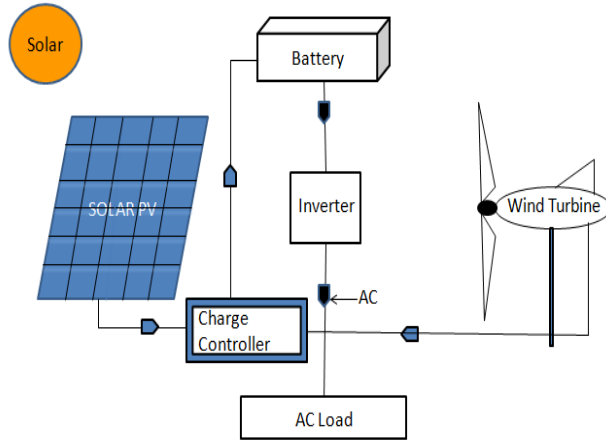 Solar
Battery
SOLAR PV
Inverter
Wind Turbine
AC
Charge
Controller
AC Load